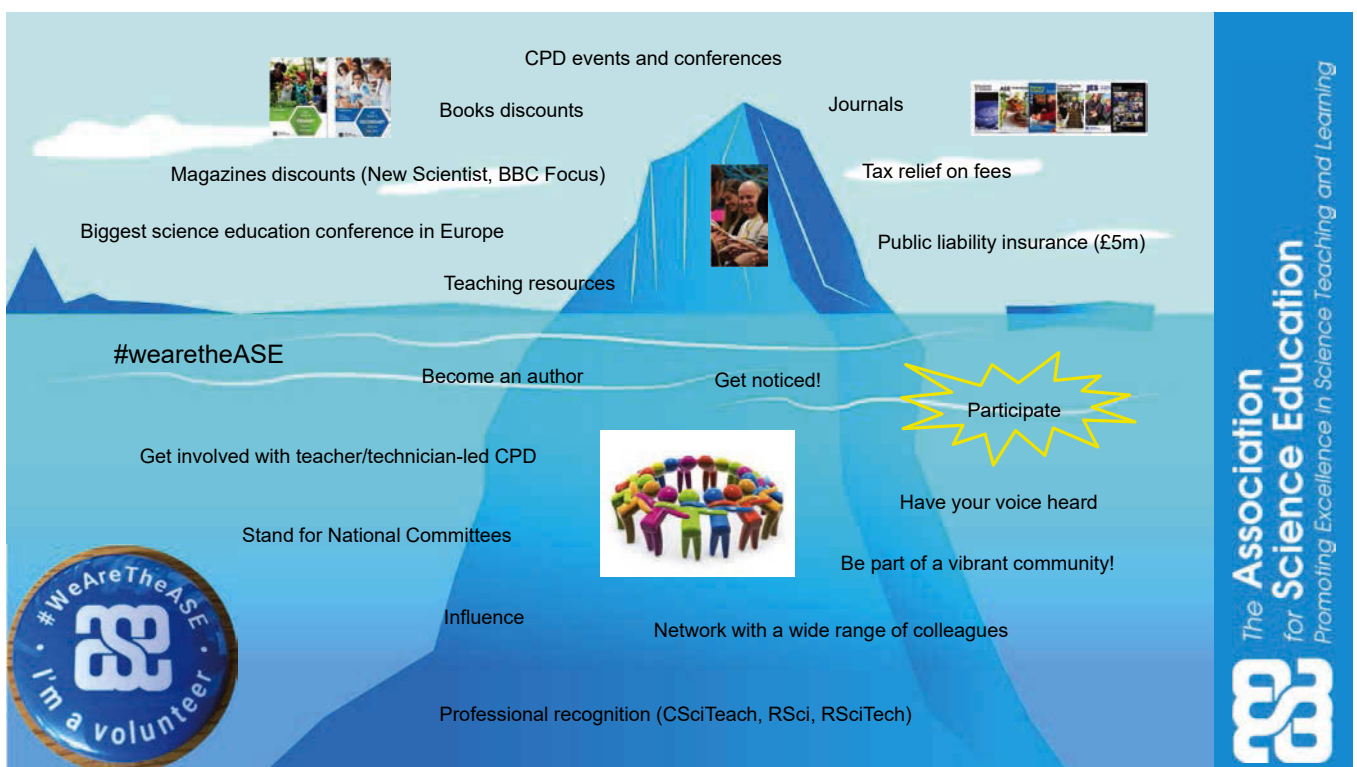 CPD events and conferences
Books discounts
Journals
Magazines discounts (New Scientist, BBC Focus)
Tax relief on fees
Biggest science education conference in Europe
Public liability insurance (£5m)
Teaching resources
#wearetheASE
Become an author
Get noticed!
Participate
Get involved with teacher/technician-led CPD
Have your voice heard
Stand for National Committees
Be part of a vibrant community!
Influence
Network with a wide range of colleagues
Professional recognition (CSciTeach, RSci, RSciTech)
#WeAreTheASE
I'm a volunteer
The Association
for Science Education
Promoting Excellence in Science Teaching and Learning